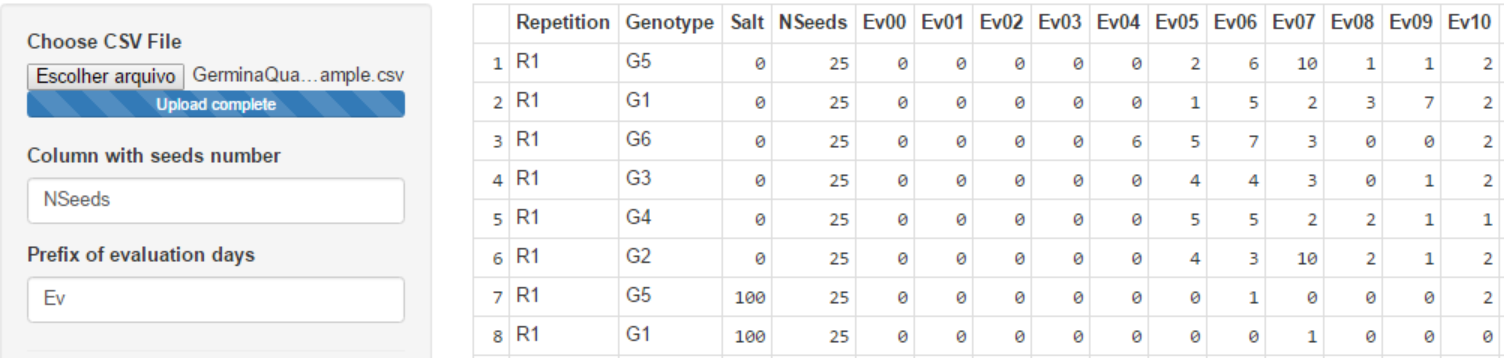 Choose CSV File
Escolher arquivo GerminaQua...ample.csv
Upload complete
Column with seeds number
NSeeds
Prefix of evaluation days
Ev
Repetition Genotype Salt NSeeds Ev00 Ev01 Ev02 Ev03 Ev04 Ev05 Ev06 Ev07 Ev08 Ev09 Ev10
1 R1 G5 0 25 0 0 0 0 0 2 6 10 1 1 2
2 R1 G1 0 25 0 0 0 0 0 1 5 2 3 7 2
3 R1 G6 0 25 0 0 0 0 6 5 7 3 0 0 2
4 R1 G3 0 25 0 0 0 0 0 4 4 3 0 1 2
5 R1 G4 0 25 0 0 0 0 0 5 5 2 2 1 1
6 R1 G2 0 25 0 0 0 0 0 4 3 10 2 1 2
7 R1 G5 100 25 0 0 0 0 0 0 1 0 0 0 2
8 R1 G1 100 25 0 0 0 0 0 0 0 1 0 0 0